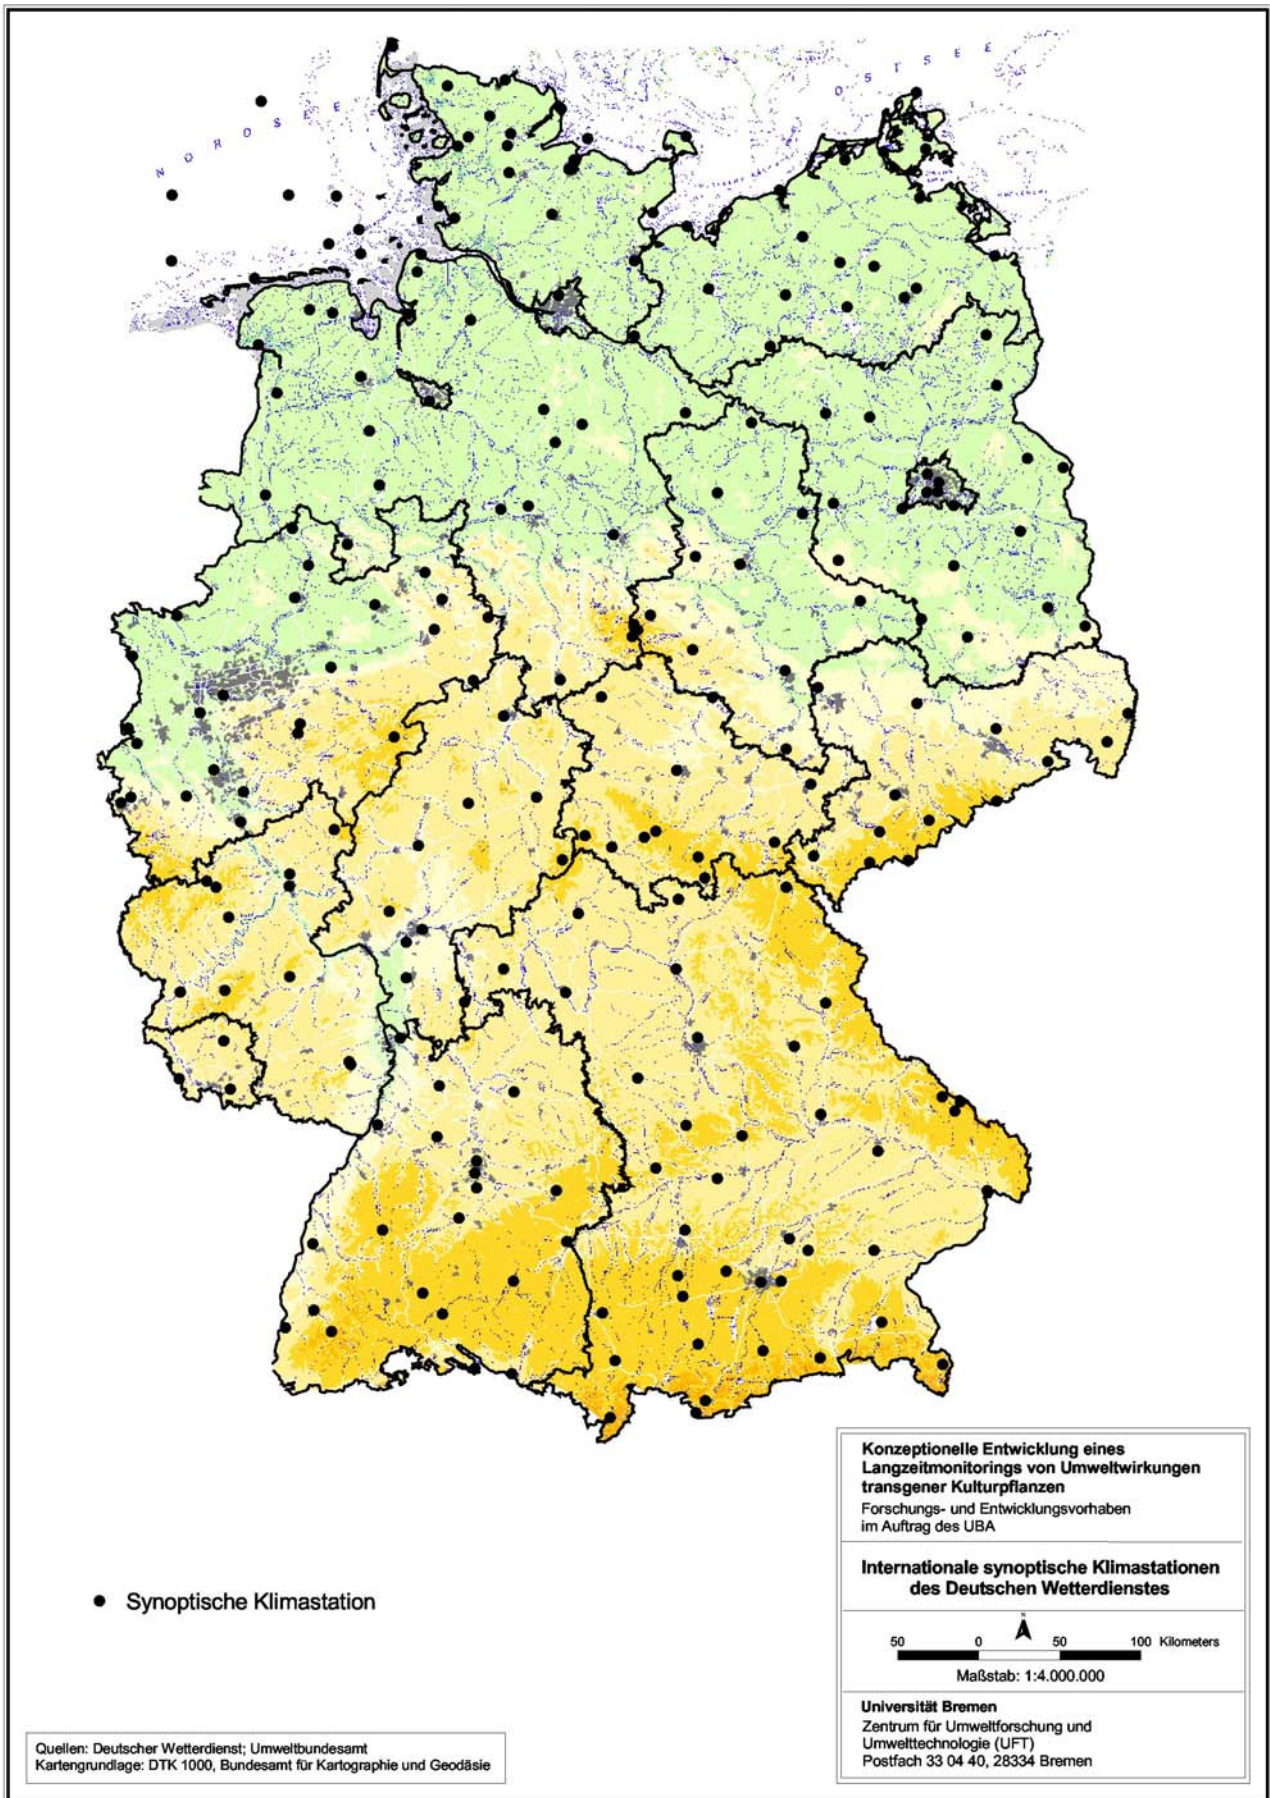 NORDSEE
OSTSEE
Synoptische Klimastation
Konzeptionelle Entwicklung eines
Langzeitmonitorings von Umweltwirkungen
transgener Kulturpflanzen
Forschungs- und Entwicklungsvorhaben
im Auftrag des UBA
Internationale synoptische Klimastationen
des Deutschen Wetterdienstes
N
50 0 50 100 Kilometers
Maßstab: 1:4.000.000
Universität Bremen
Zentrum für Umweltforschung und
Umwelttechnologie (UFT)
Postfach 33 04 40, 28334 Bremen
Quellen: Deutscher Wetterdienst; Umweltbundesamt
Kartengrundlage: DTK 1000, Bundesamt für Kartographie und Geodäsie